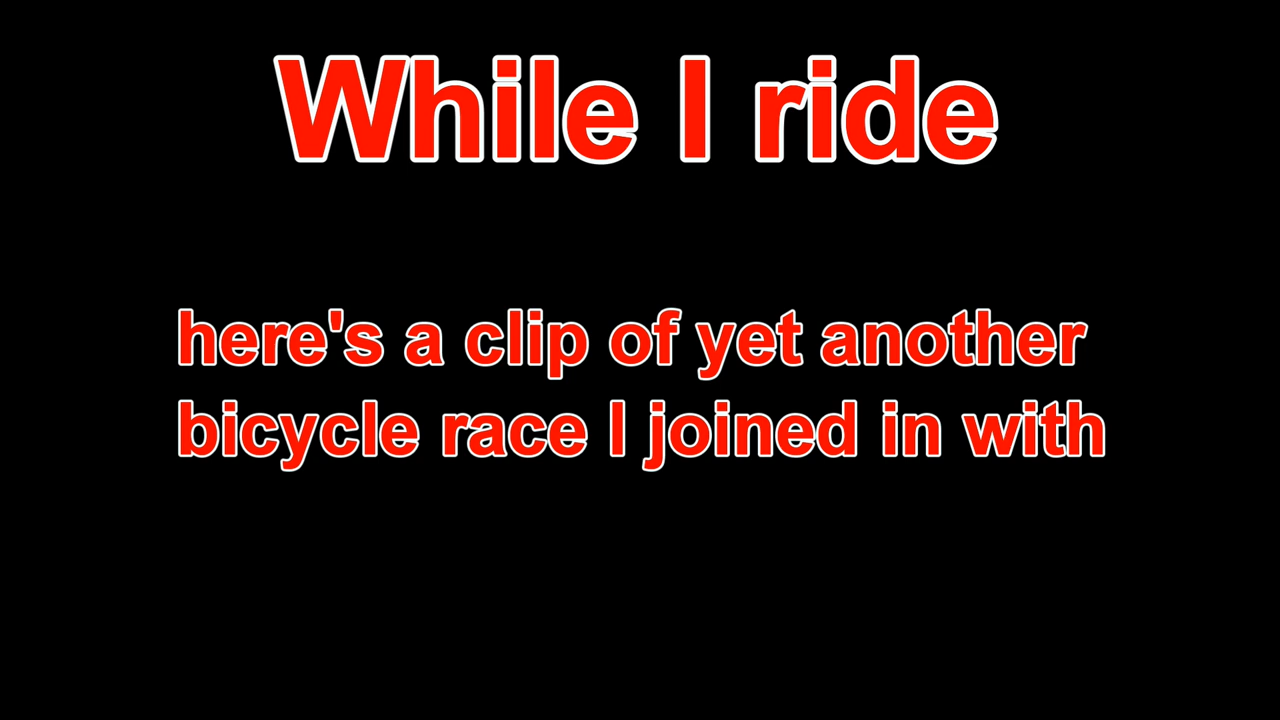 While I ride
here's a clip of yet another
bicycle race I joined in with